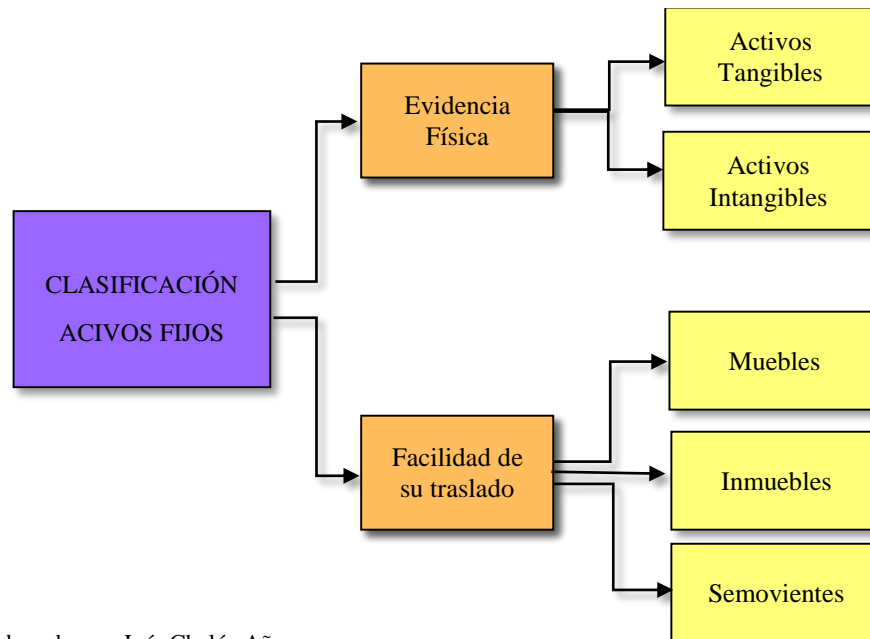 CLASIFICACIÓN
ACIVOS FIJOS
Evidencia
Física
Activos
Tangibles
Activos
Intangibles
Facilidad de
su traslado
Muebles
Inmuebles
Semovientes